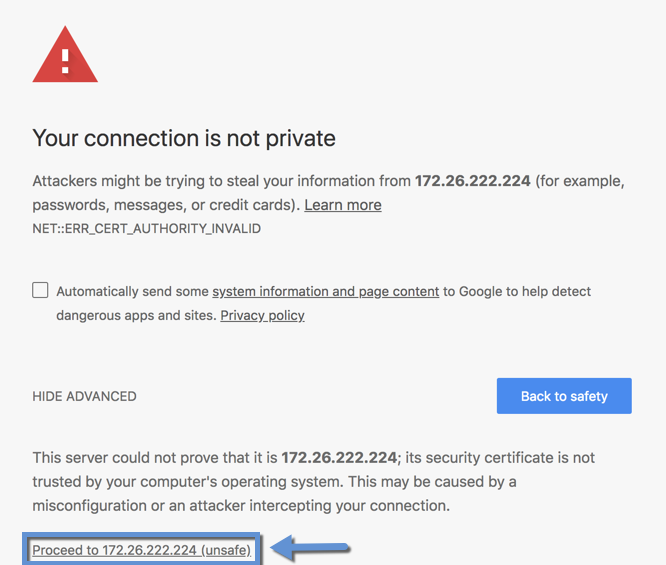 Your connection is not private
Attackers might be trying to steal your information from 172.26.222.224 (for example,
passwords, messages, or credit cards). Learn more
NET::ERR_CERT_AUTHORITY_INVALID
Automatically send some system information and page content to Google to help detect
dangerous apps and sites. Privacy policy
HIDE ADVANCED
Back to safety
This server could not prove that it is 172.26.222.224; its security certificate is not
trusted by your computer's operating system. This may be caused by a
misconfiguration or an attacker intercepting your connection.
Proceed to 172.26.222.224 (unsafe)